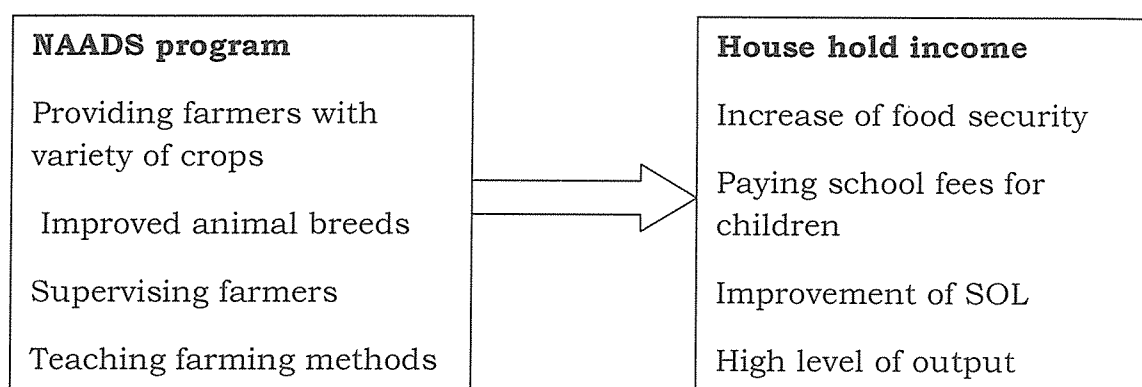 NAADS program
Providing farmers with
variety of crops
Improved animal breeds
Supervising farmers
Teaching farming methods
House hold income
Increase of food security
Paying school fees for
children
Improvement of SOL
High level of output